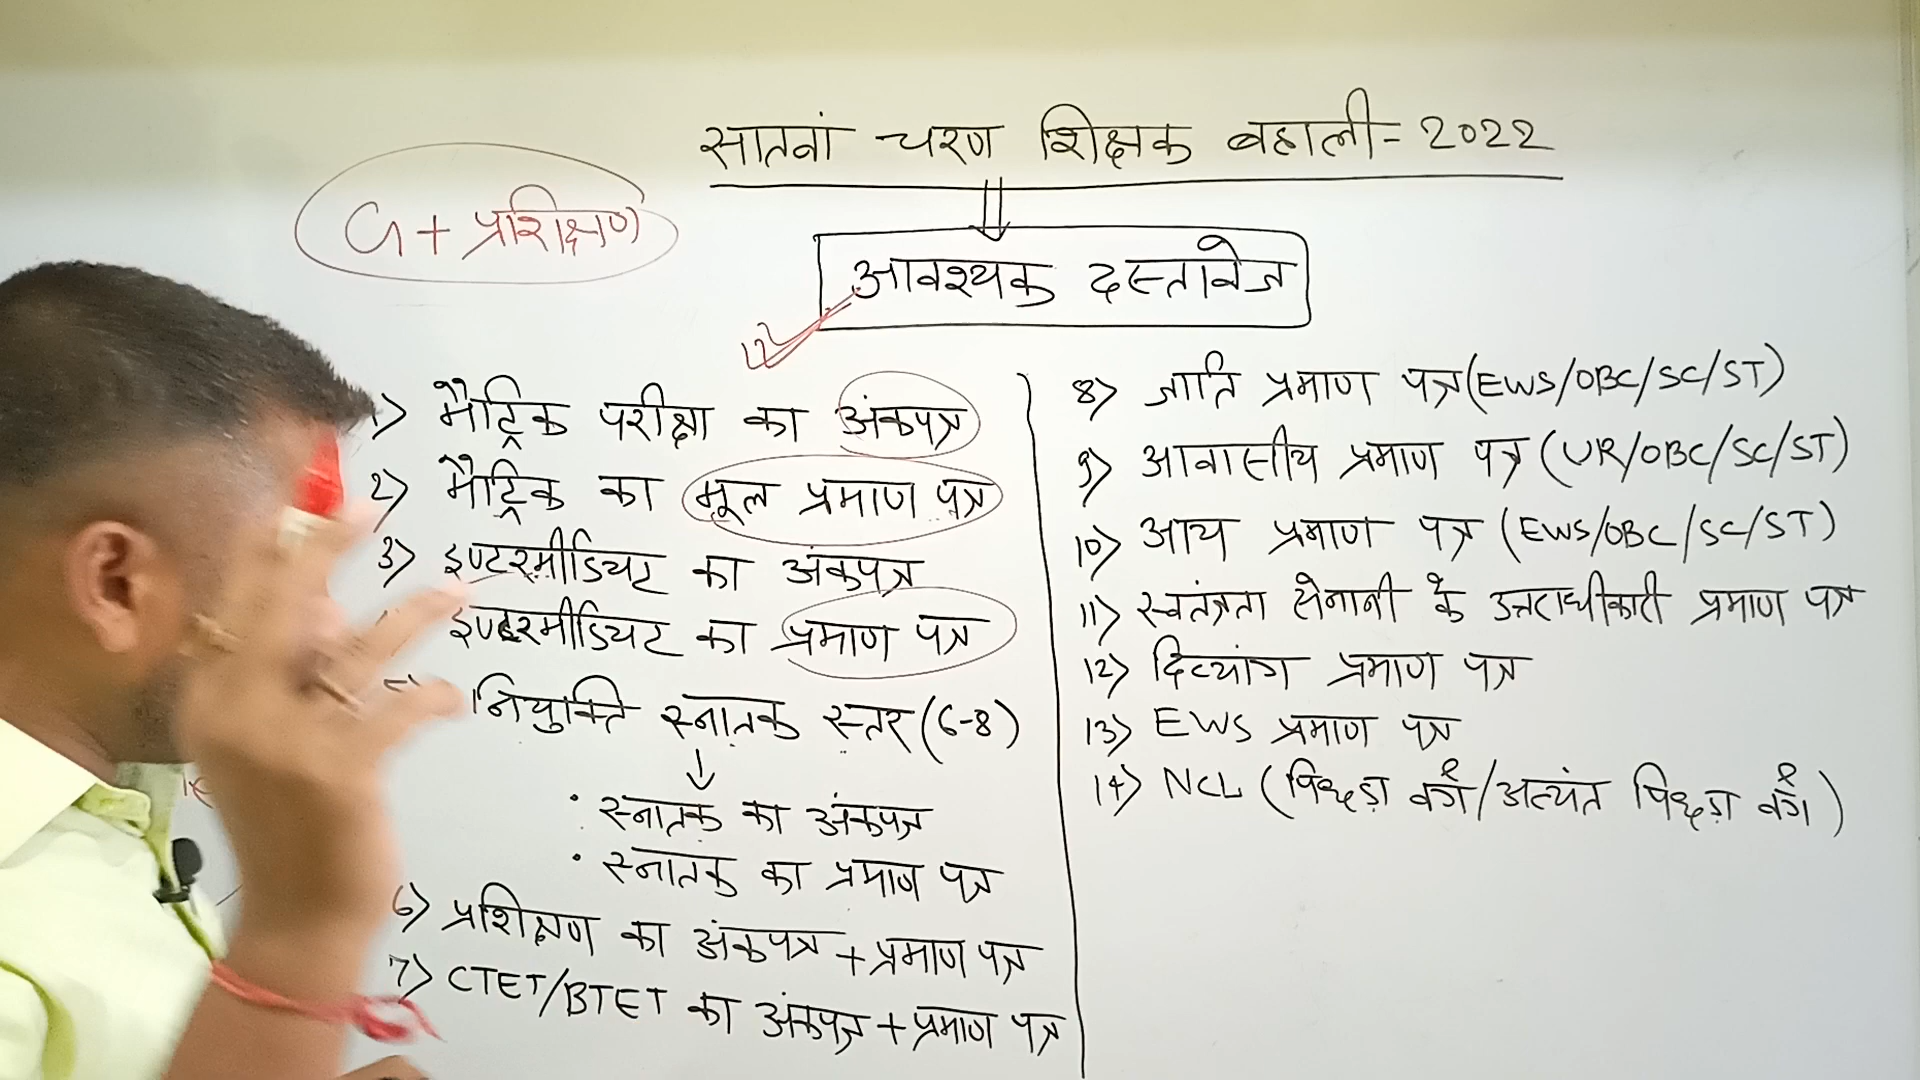 सातवां चरण शिक्षक बहाली-2022
G + प्रशिक्षण
आवश्यक दस्तावेज
1) मैट्रिक परीक्षा का अंकपत्र
2) मैट्रिक का मूल प्रमाण पत्र
3) इण्टरमीडियट का अंकपत्र
इण्टरमीडियट का प्रमाण पत्र
नियुक्ति स्नातक स्तर (6-8)
• स्नातक का अंकपत्र
• स्नातक का प्रमाण पत्र
6) प्रशिक्षण का अंकपत्र + प्रमाण पत्र
7) CTET/BTET का अंकपत्र + प्रमाण पत्र
8) जाति प्रमाण पत्र (EWS/OBC/SC/ST)
9) आवासीय प्रमाण पत्र (UR/OBC/SC/ST)
10) आय प्रमाण पत्र (EWS/OBC/SC/ST)
11) स्वतंत्रता सेनानी के उत्तराधीकारी प्रमाण पत्र
12) दिव्यांग प्रमाण पत्र
13) EWS प्रमाण पत्र
14) NCL (पिछड़ा वर्ग/अत्यंत पिछड़ा वर्ग)